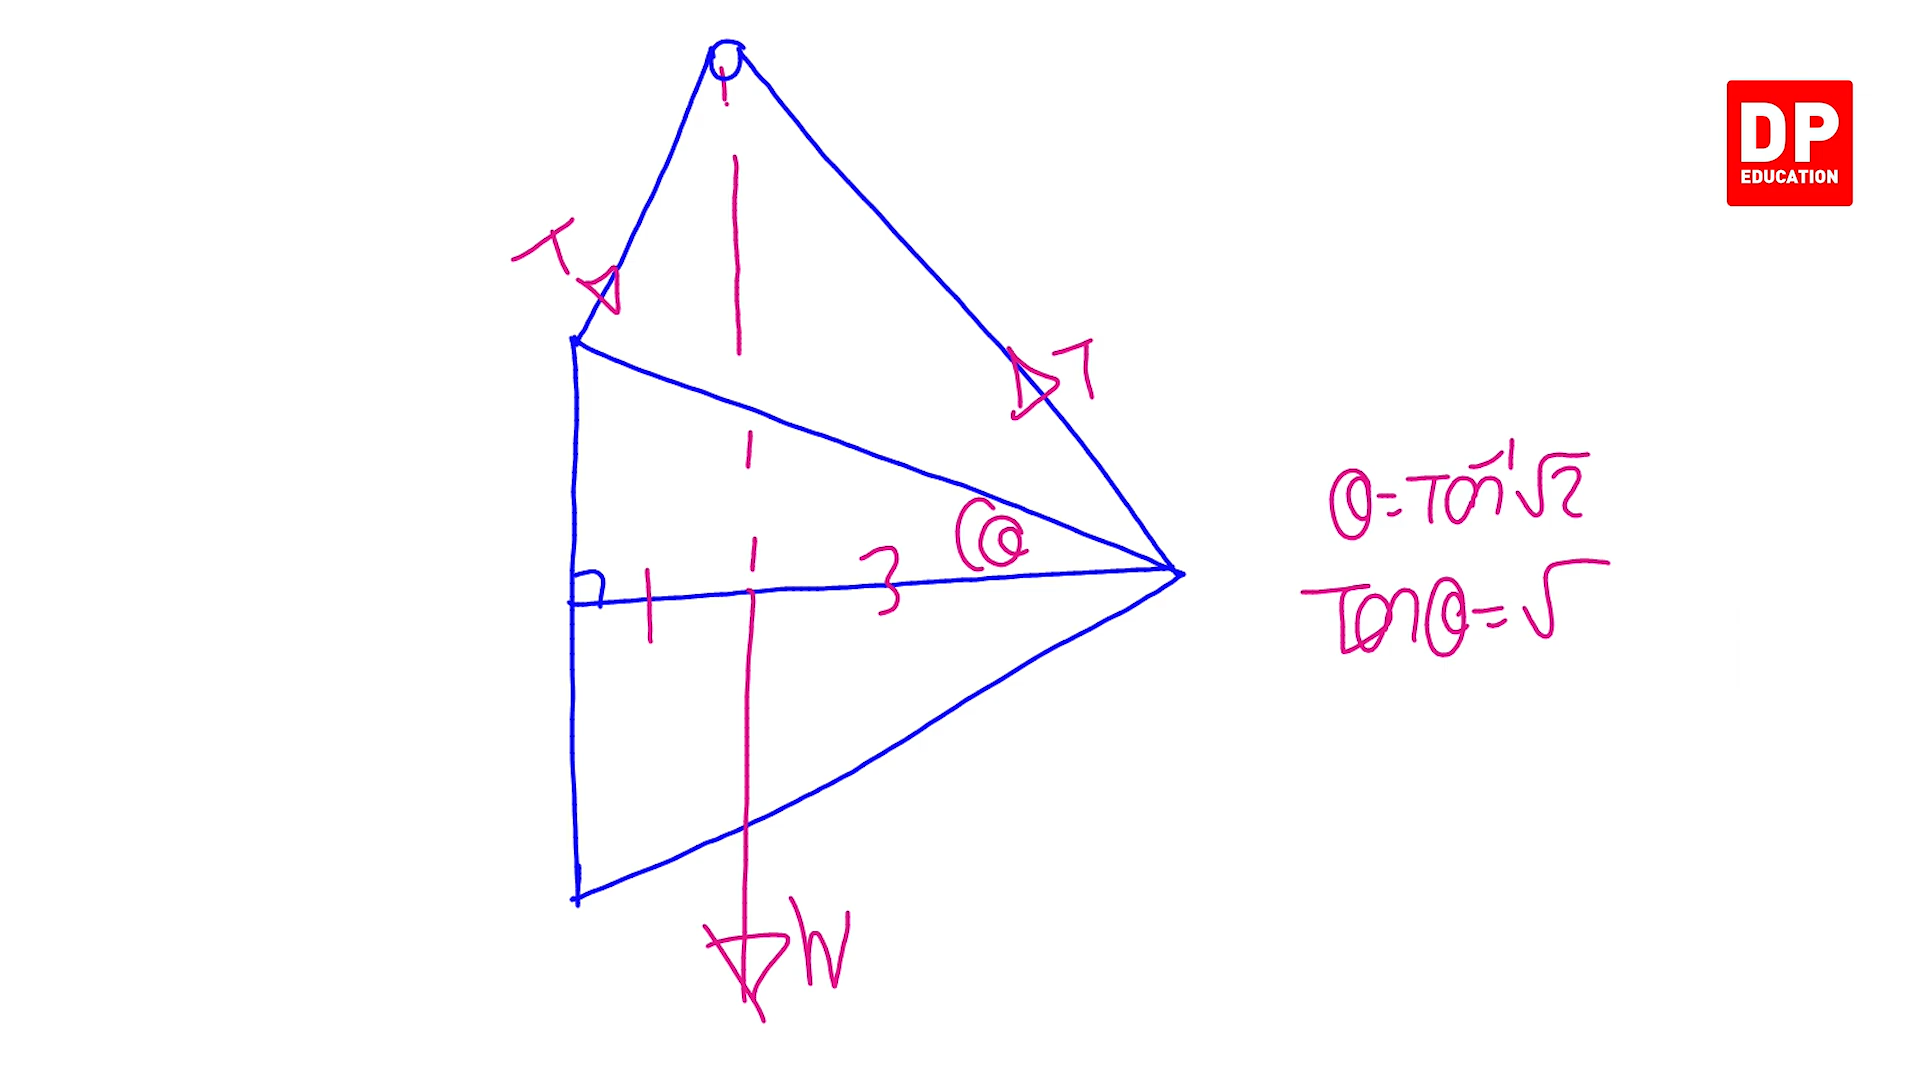 DP
EDUCATION
T
T
θ
1
3
θ = Tan⁻¹√2
Tanθ = √
W